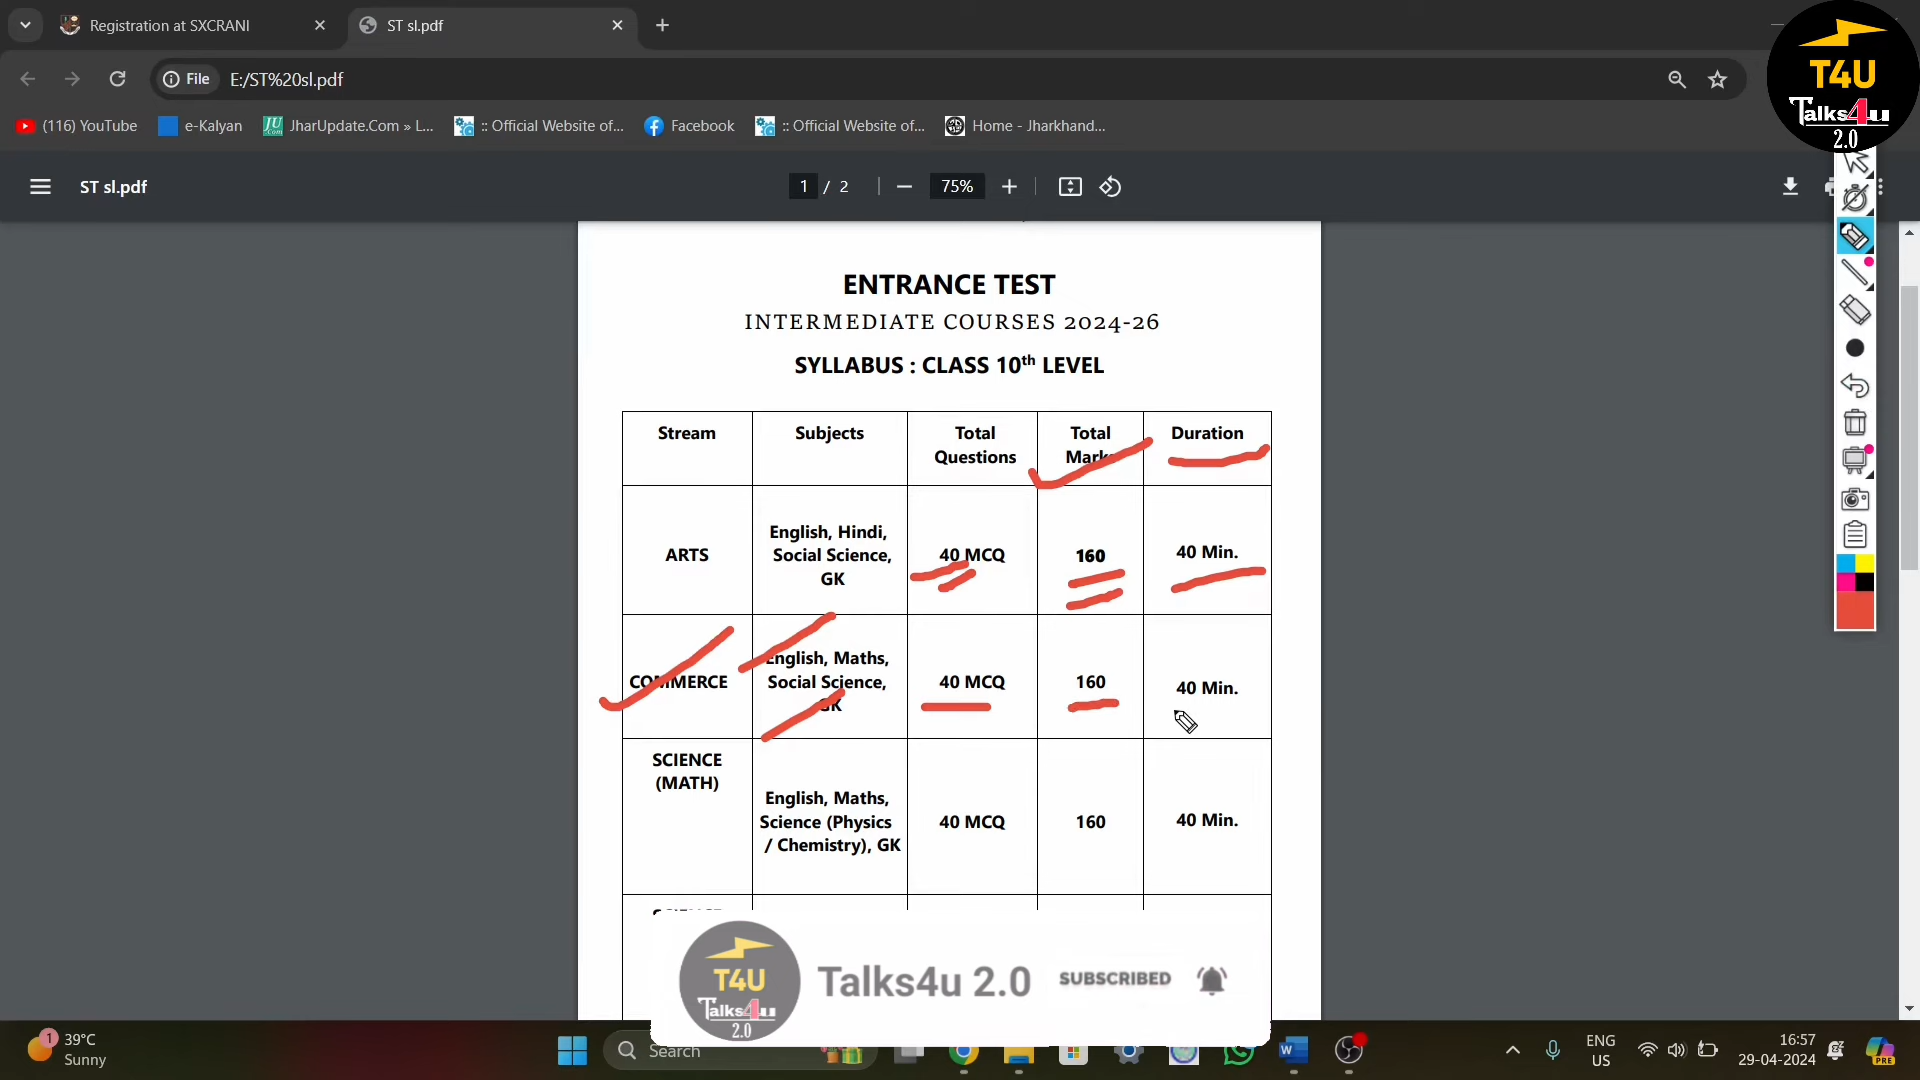 Registration at SXCRANI
ST sl.pdf
File
E:/ST%20sl.pdf
(116) YouTube
e-Kalyan
JharUpdate.Com » L...
:: Official Website of...
Facebook
:: Official Website of...
Home - Jharkhand...
T4U
Talks4u
2.0
ST sl.pdf
1 / 2
75%
ENTRANCE TEST
INTERMEDIATE COURSES 2024-26
SYLLABUS : CLASS 10th LEVEL
Stream
Subjects
Total
Questions
Total
Marks
Duration
ARTS
English, Hindi,
Social Science,
GK
40 MCQ
160
40 Min.
COMMERCE
English, Maths,
Social Science,
GK
40 MCQ
160
40 Min.
SCIENCE
(MATH)
English, Maths,
Science (Physics
/ Chemistry), GK
40 MCQ
160
40 Min.
T4U
Talks4u
2.0
Talks4u 2.0
SUBSCRIBED
1
39°C
Sunny
Search
ENG
US
16:57
29-04-2024
PRE